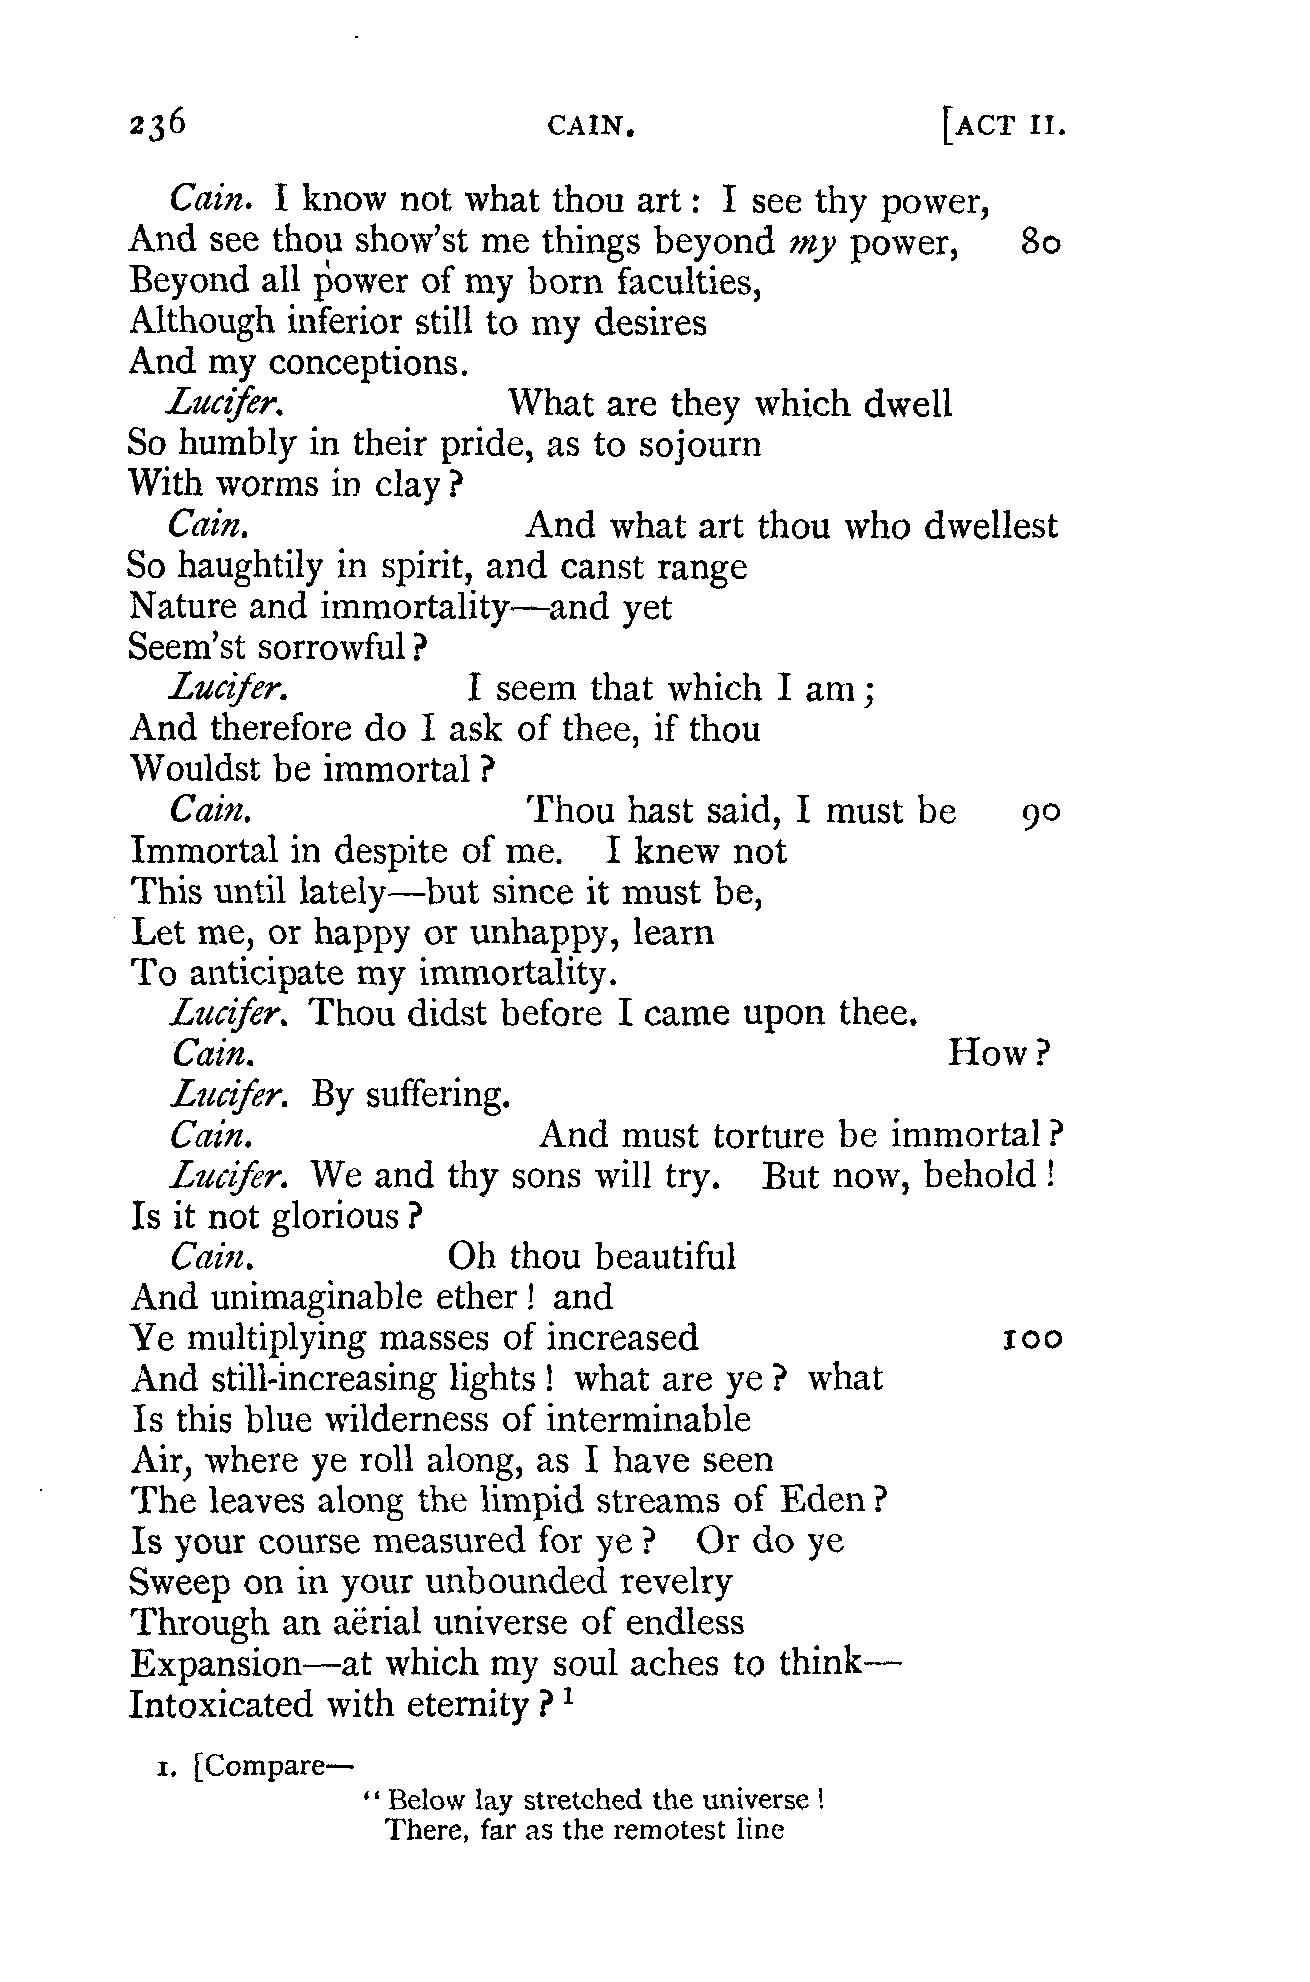 236 CAIN. [ACT II.
Cain. I know not what thou art: I see thy power,
And see thou show'st me things beyond my power, 80
Beyond all power of my born faculties,
Although inferior still to my desires
And my conceptions.
Lucifer. What are they which dwell
So humbly in their pride, as to sojourn
With worms in clay?
Cain. And what art thou who dwellest
So haughtily in spirit, and canst range
Nature and immortality—and yet
Seem'st sorrowful?
Lucifer. I seem that which I am;
And therefore do I ask of thee, if thou
Wouldst be immortal?
Cain. Thou hast said, I must be 90
Immortal in despite of me. I knew not
This until lately—but since it must be,
Let me, or happy or unhappy, learn
To anticipate my immortality.
Lucifer. Thou didst before I came upon thee.
Cain. How?
Lucifer. By suffering.
Cain. And must torture be immortal?
Lucifer. We and thy sons will try. But now, behold!
Is it not glorious?
Cain. Oh thou beautiful
And unimaginable ether! and
Ye multiplying masses of increased 100
And still-increasing lights! what are ye? what
Is this blue wilderness of interminable
Air, where ye roll along, as I have seen
The leaves along the limpid streams of Eden?
Is your course measured for ye? Or do ye
Sweep on in your unbounded revelry
Through an aërial universe of endless
Expansion—at which my soul aches to think—
Intoxicated with eternity?¹
1. [Compare—
"Below lay stretched the universe!
There, far as the remotest line